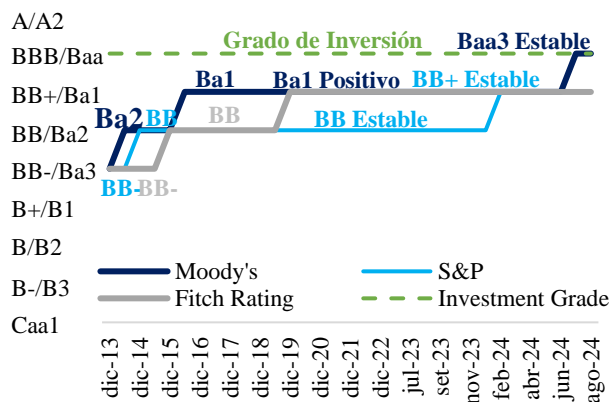 A/A2
BBB/Baa
BB+/Ba1
BB/Ba2
BB-/Ba3
B+/B1
B/B2
B-/B3
Caa1
Grado de Inversión
Baa3 Estable
Ba1
Ba1 Positivo
BB+ Estable
Ba2
BB
BB
BB Estable
BB-
BB-
Moody's
S&P
Fitch Rating
Investment Grade
dic-13
dic-14
dic-15
dic-16
dic-17
dic-18
dic-19
dic-20
dic-21
dic-22
jul-23
set-23
nov-23
feb-24
abr-24
jun-24
ago-24